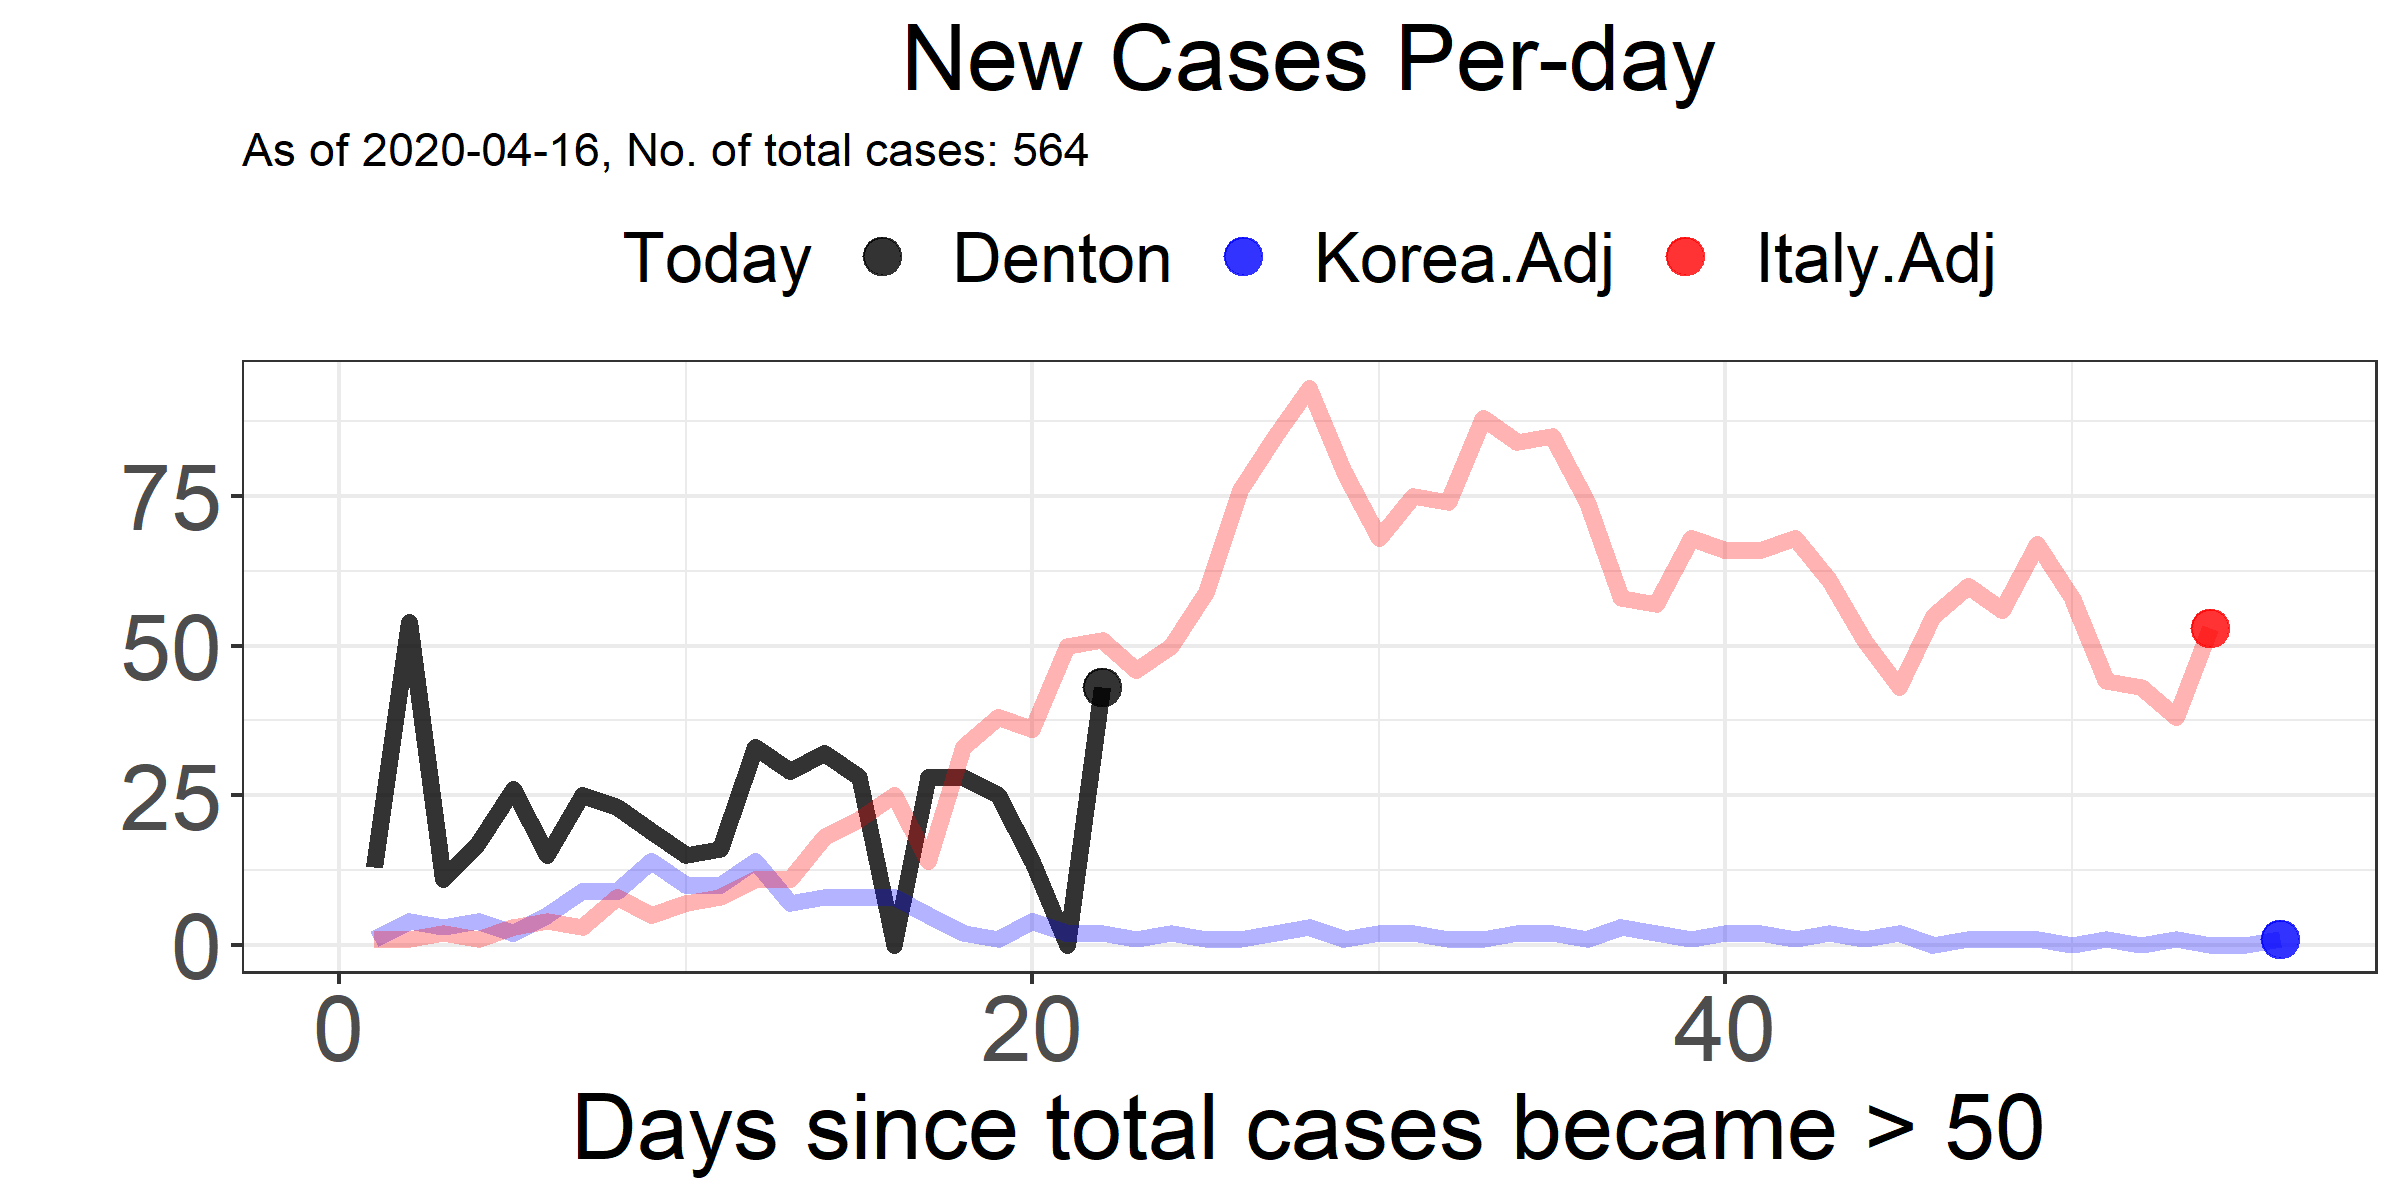 New Cases Per-day
As of 2020-04-16, No. of total cases: 564
Today Denton Korea.Adj Italy.Adj
75
50
25
0
0 20 40
Days since total cases became > 50